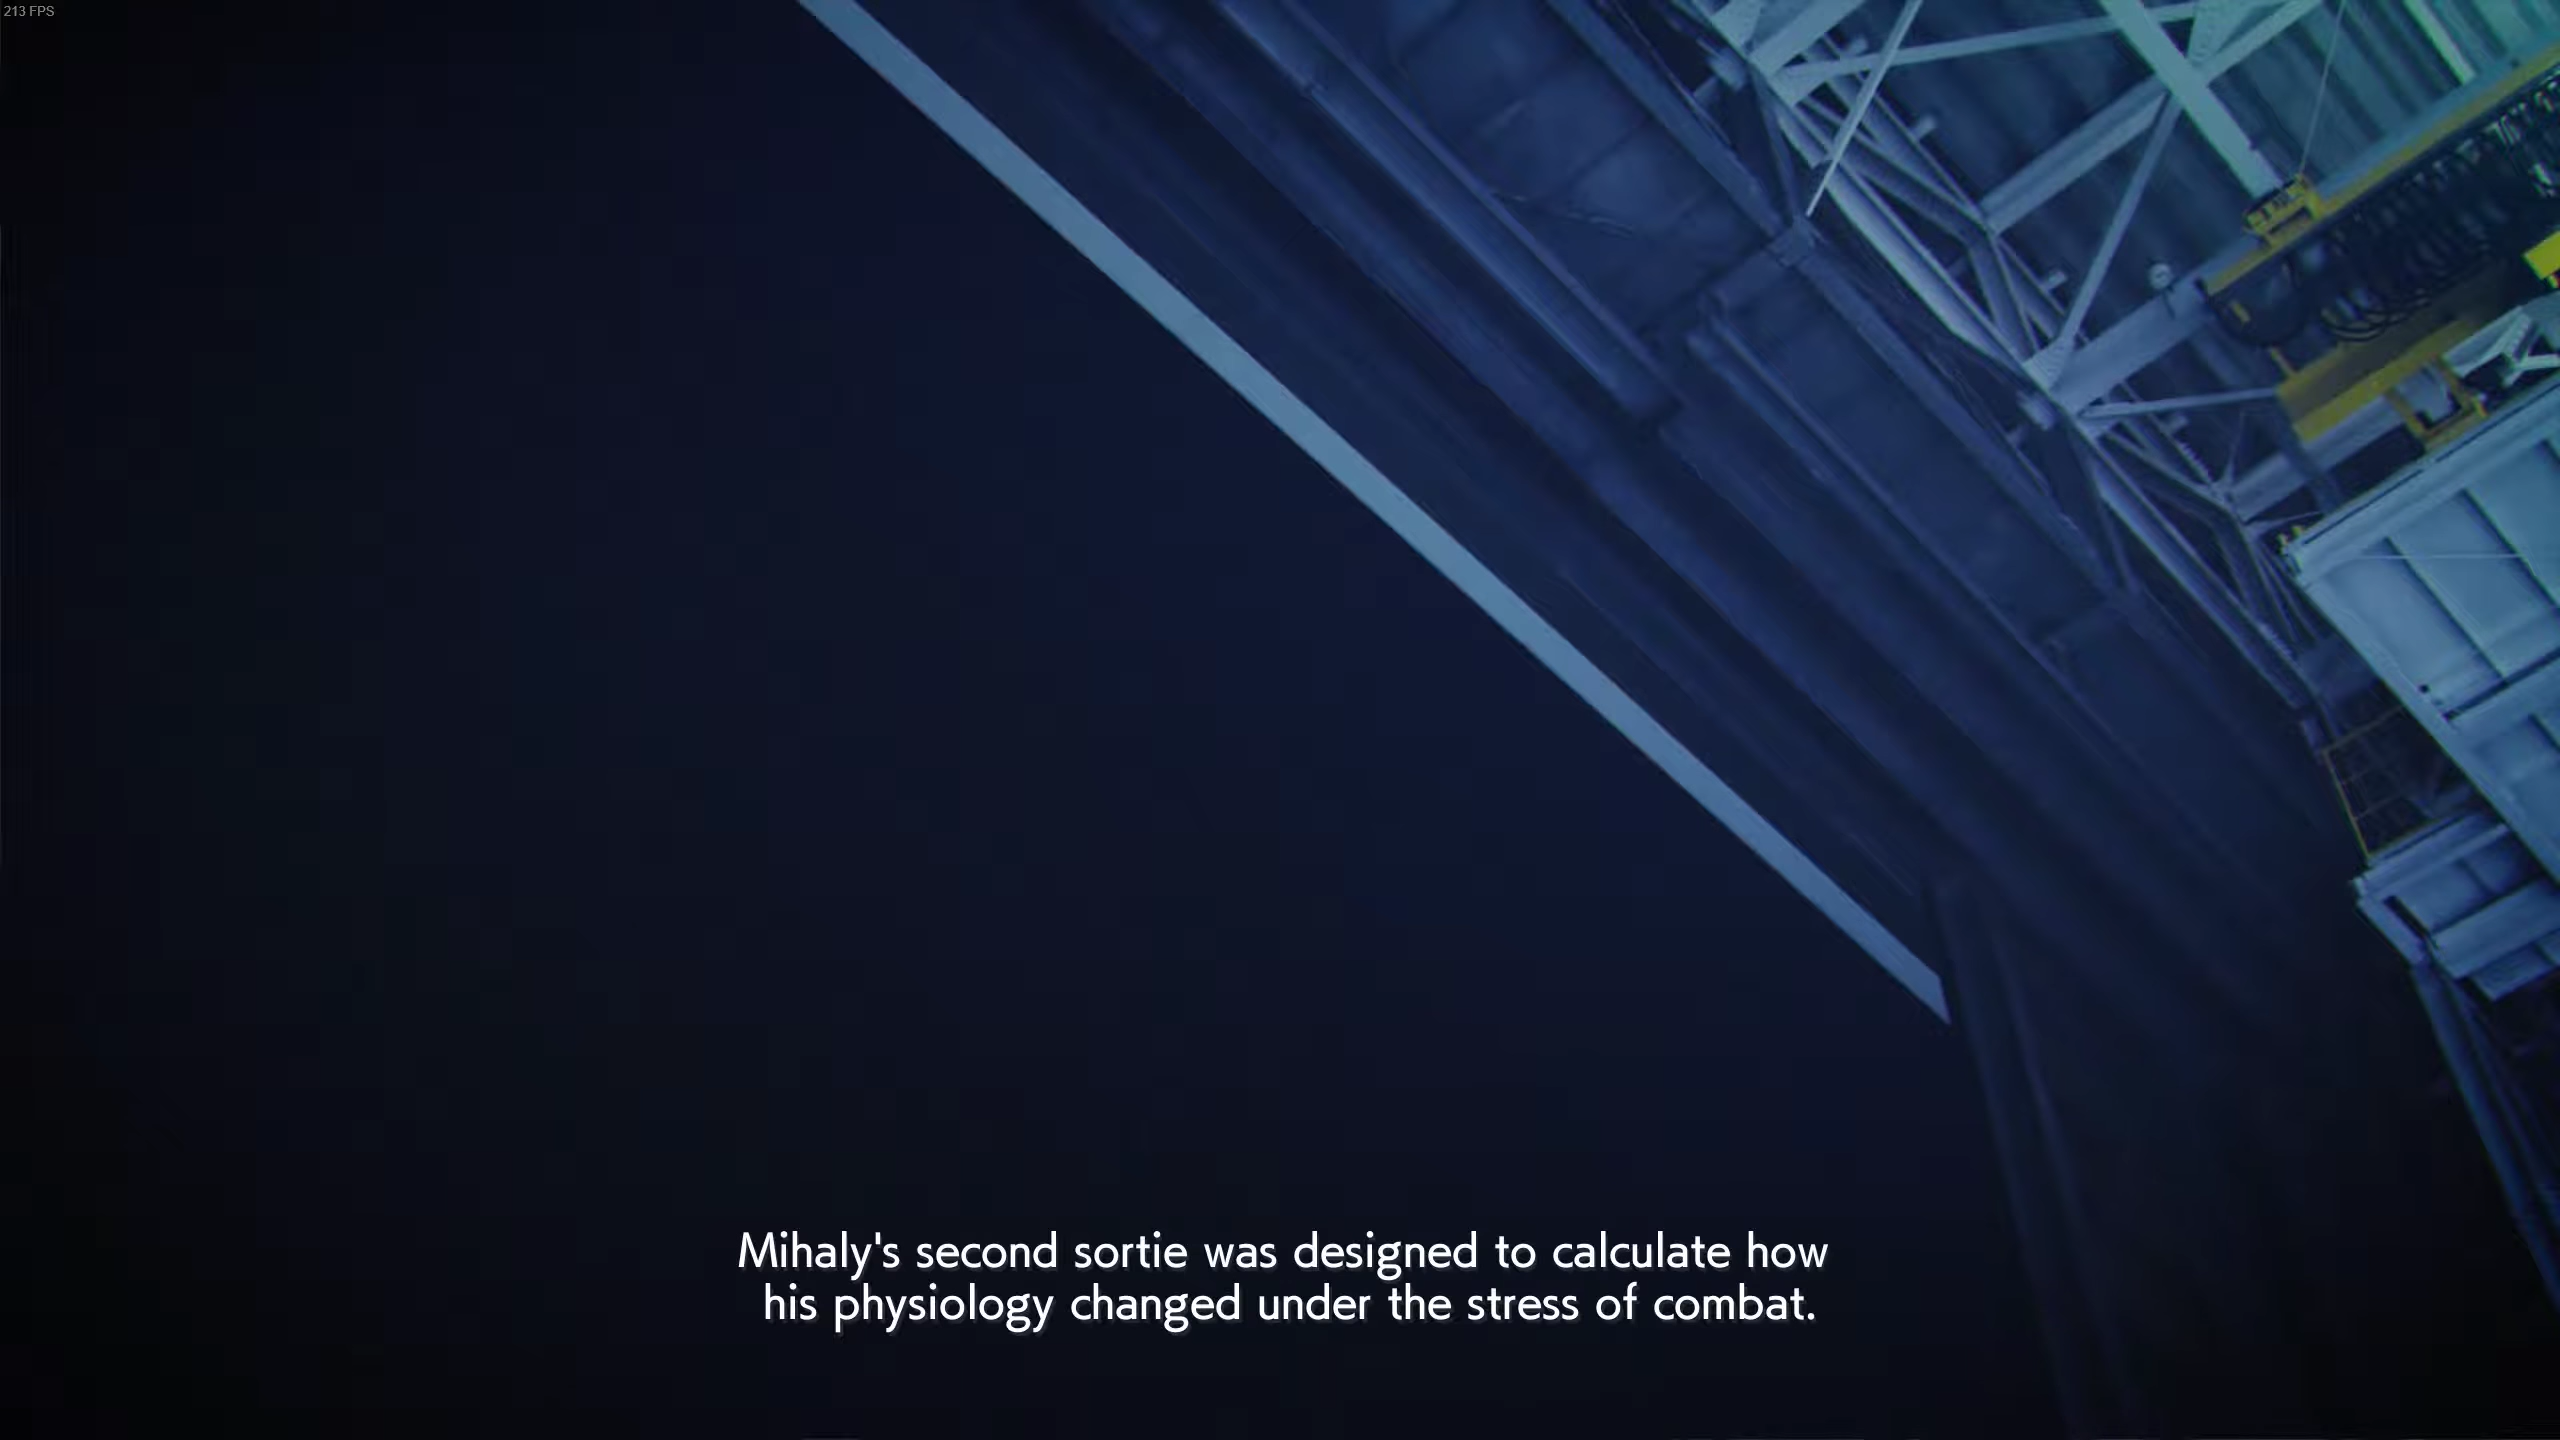 213 FPS
Mihaly's second sortie was designed to calculate how
his physiology changed under the stress of combat.